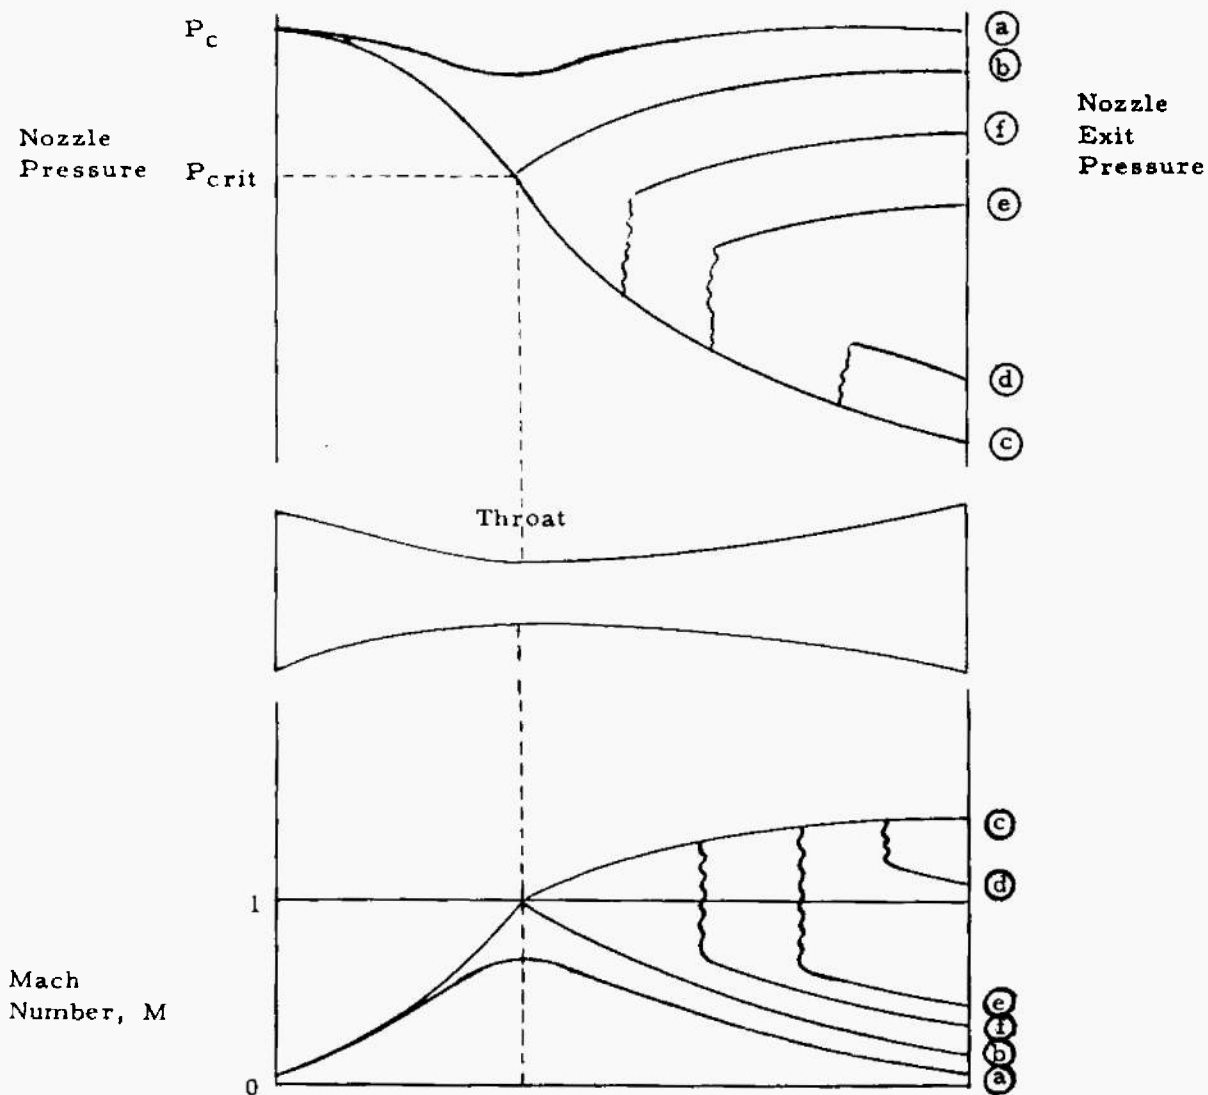 Pc
a
b
Nozzle
Exit
Pressure
f
Nozzle
Pressure
Pcrit
e
d
c
Throat
c
d
1
Mach
Number, M
e
f
b
a
0